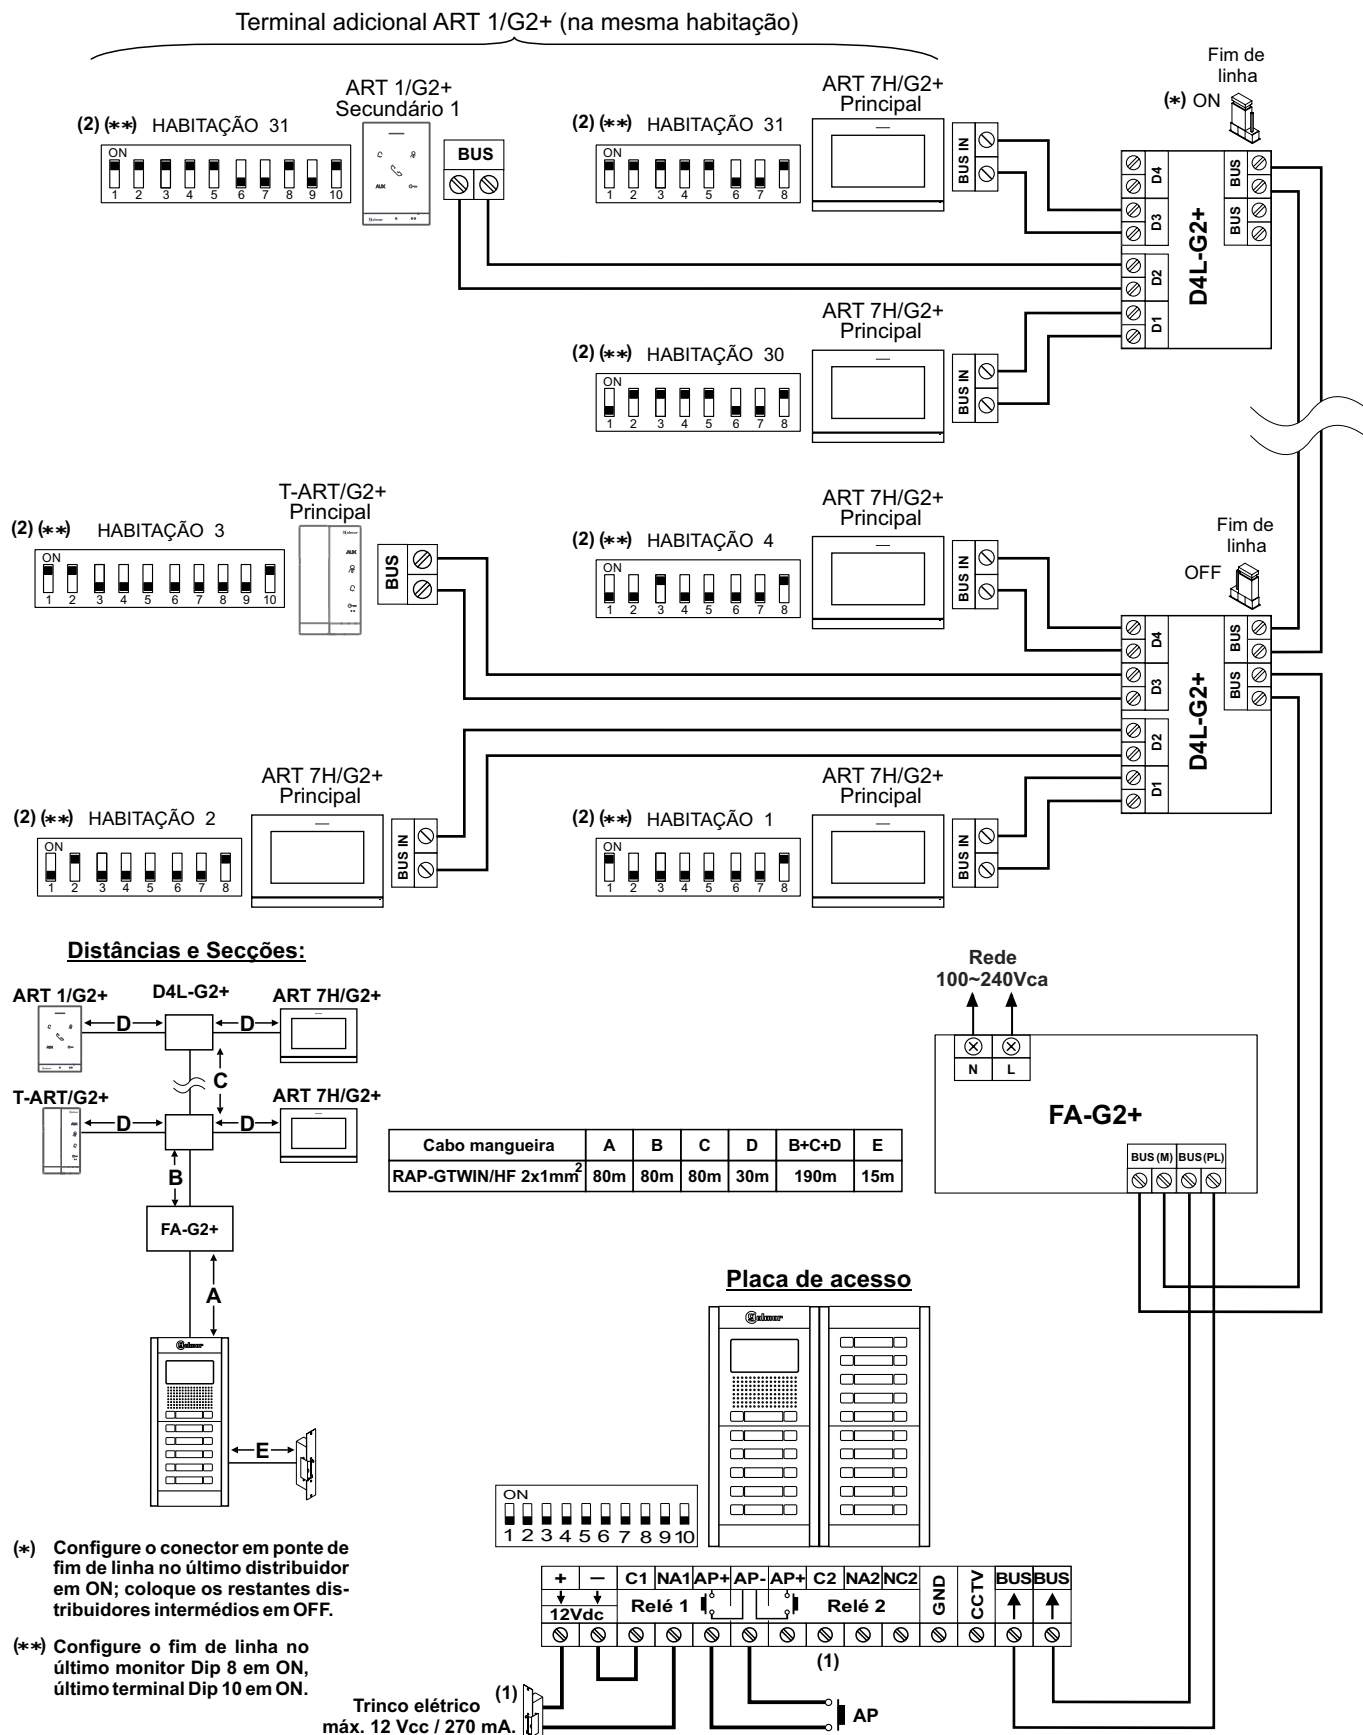 Terminal adicional ART 1/G2+ (na mesma habitação)
Fim de
linha
(*) ON
ART 1/G2+
Secundário 1
ART 7H/G2+
Principal
(2) (**) HABITAÇÃO 31
ON
1 2 3 4 5 6 7 8 9 10
BUS
(2) (**) HABITAÇÃO 31
ON
1 2 3 4 5 6 7 8
BUS IN
D4
D3
D2
D1
BUS
BUS
D4L-G2+
ART 7H/G2+
Principal
(2) (**) HABITAÇÃO 30
ON
1 2 3 4 5 6 7 8
BUS IN
T-ART/G2+
Principal
(2) (**) HABITAÇÃO 3
ON
1 2 3 4 5 6 7 8 9 10
AUX
BUS
ART 7H/G2+
Principal
(2) (**) HABITAÇÃO 4
ON
1 2 3 4 5 6 7 8
BUS IN
Fim de
linha
OFF
D4
D3
D2
D1
BUS
BUS
D4L-G2+
ART 7H/G2+
Principal
(2) (**) HABITAÇÃO 2
ON
1 2 3 4 5 6 7 8
BUS IN
ART 7H/G2+
Principal
(2) (**) HABITAÇÃO 1
ON
1 2 3 4 5 6 7 8
BUS IN
Distâncias e Secções:
ART 1/G2+ D4L-G2+ ART 7H/G2+
D D
C
T-ART/G2+ ART 7H/G2+
D D
B
FA-G2+
A
Golmar
E
Cabo mangueira A B C D B+C+D E
RAP-GTWIN/HF 2x1mm² 80m 80m 80m 30m 190m 15m
Rede
100~240Vca
N L
FA-G2+
BUS (M) BUS (PL)
Placa de acesso
Golmar
ON
1 2 3 4 5 6 7 8 9 10
+ – C1 NA1 AP+ AP- AP+ C2 NA2 NC2 GND CCTV BUS BUS
12Vdc Relé 1 Relé 2
(1)
(1)
Trinco elétrico
máx. 12 Vcc / 270 mA.
AP
(*) Configure o conector em ponte de
fim de linha no último distribuidor
em ON; coloque os restantes dis-
tribuidores intermédios em OFF.
(**) Configure o fim de linha no
último monitor Dip 8 em ON,
último terminal Dip 10 em ON.